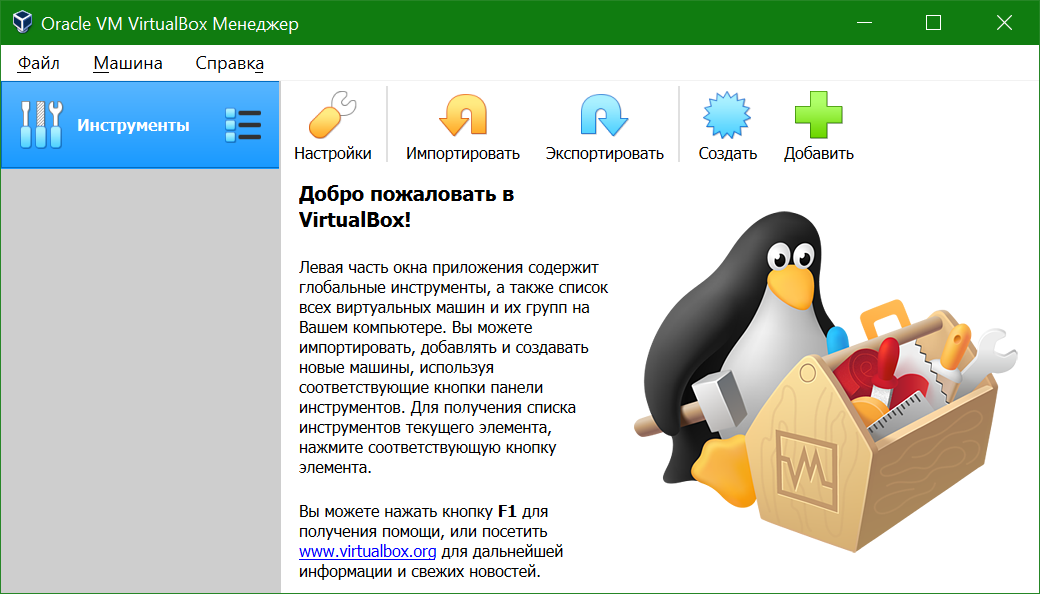 Oracle VM VirtualBox Менеджер
Файл Машина Справка
Инструменты
Настройки Импортировать Экспортировать Создать Добавить
Добро пожаловать в
VirtualBox!
Левая часть окна приложения содержит
глобальные инструменты, а также список
всех виртуальных машин и их групп на
Вашем компьютере. Вы можете
импортировать, добавлять и создавать
новые машины, используя
соответствующие кнопки панели
инструментов. Для получения списка
инструментов текущего элемента,
нажмите соответствующую кнопку
элемента.
Вы можете нажать кнопку F1 для
получения помощи, или посетить
www.virtualbox.org для дальнейшей
информации и свежих новостей.